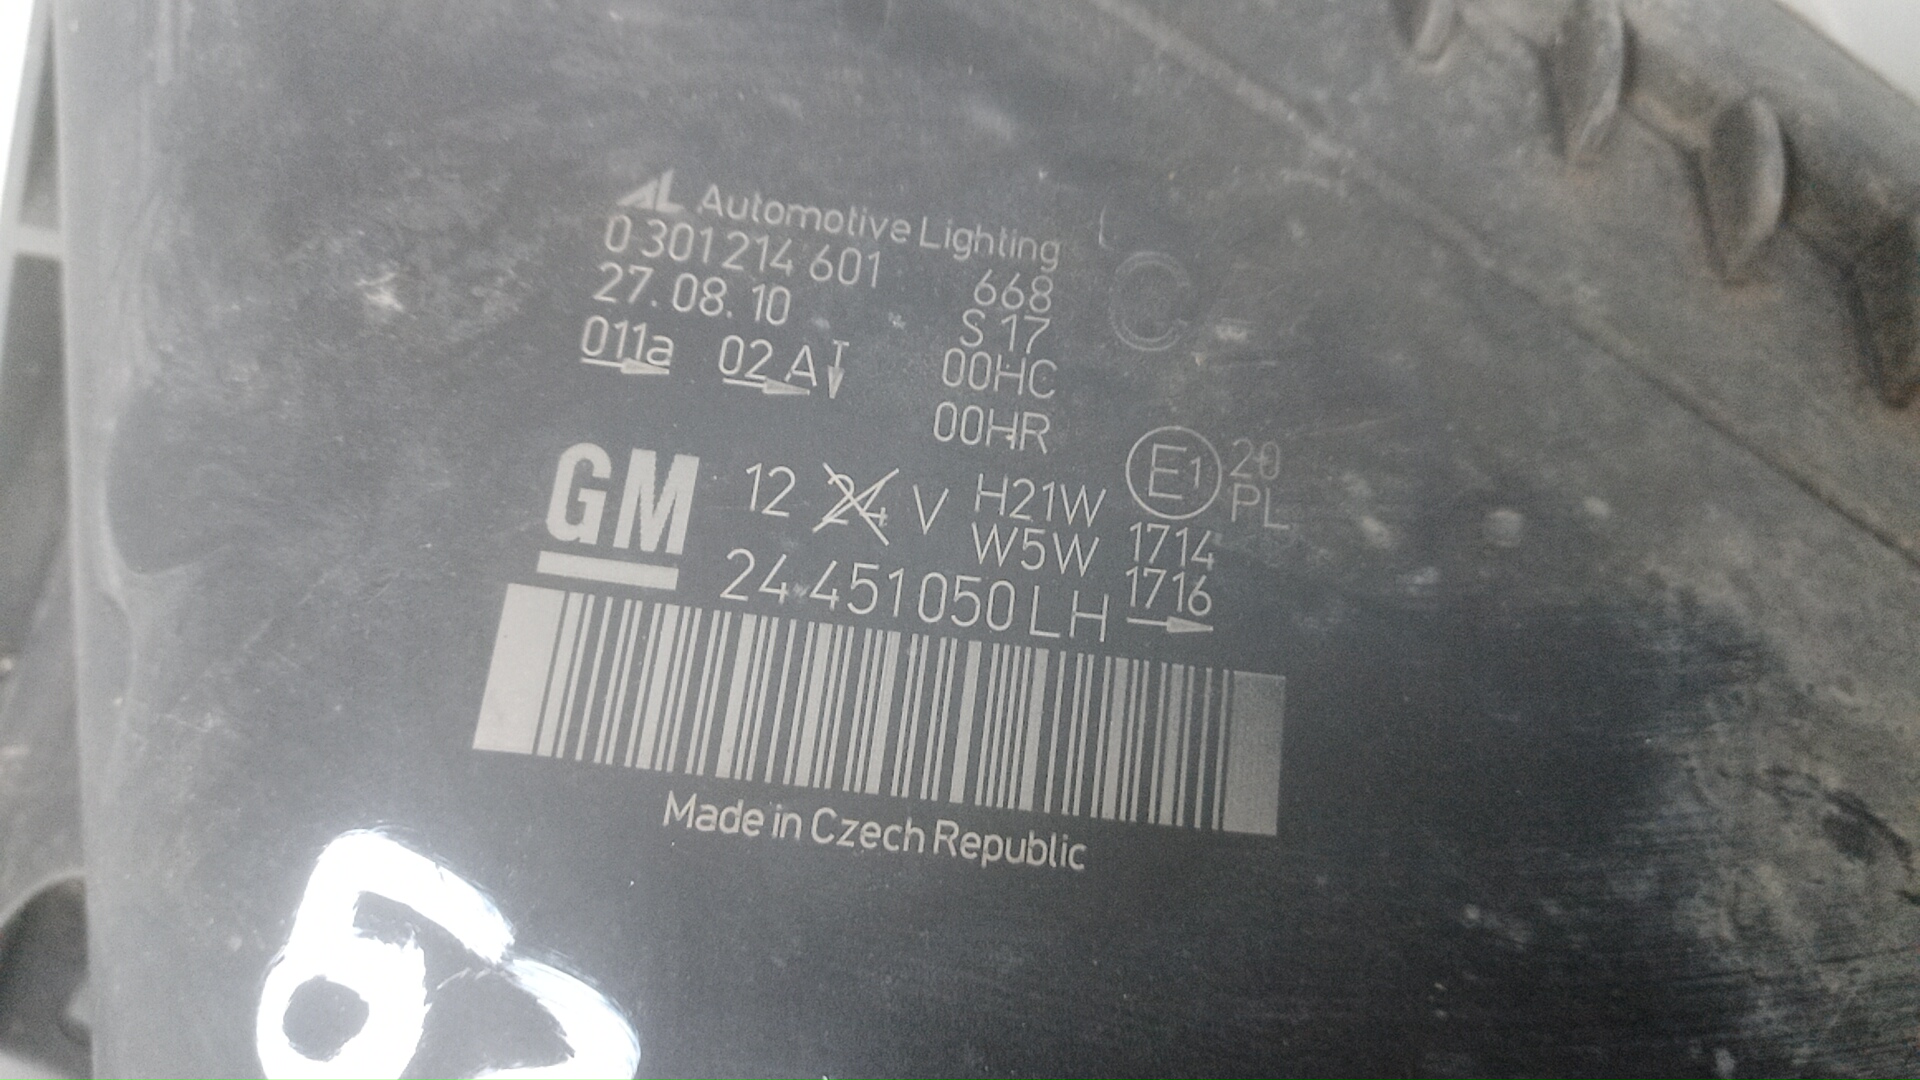 AL Automotive Lighting
0 301 214 601 668
27. 08. 10 S 17
011a 02 A 00HC
00HR
GM 12 24 V H21W E1 20
W5W 1714 PL
24 451 050 LH 1716
Made in Czech Republic